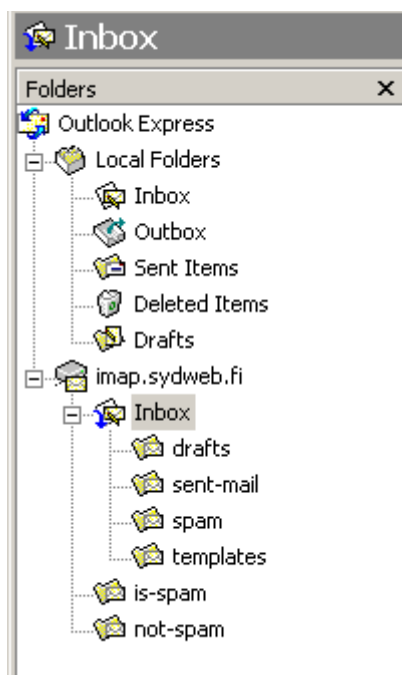 Inbox
Folders
Outlook Express
Local Folders
Inbox
Outbox
Sent Items
Deleted Items
Drafts
imap.sydweb.fi
Inbox
drafts
sent-mail
spam
templates
is-spam
not-spam